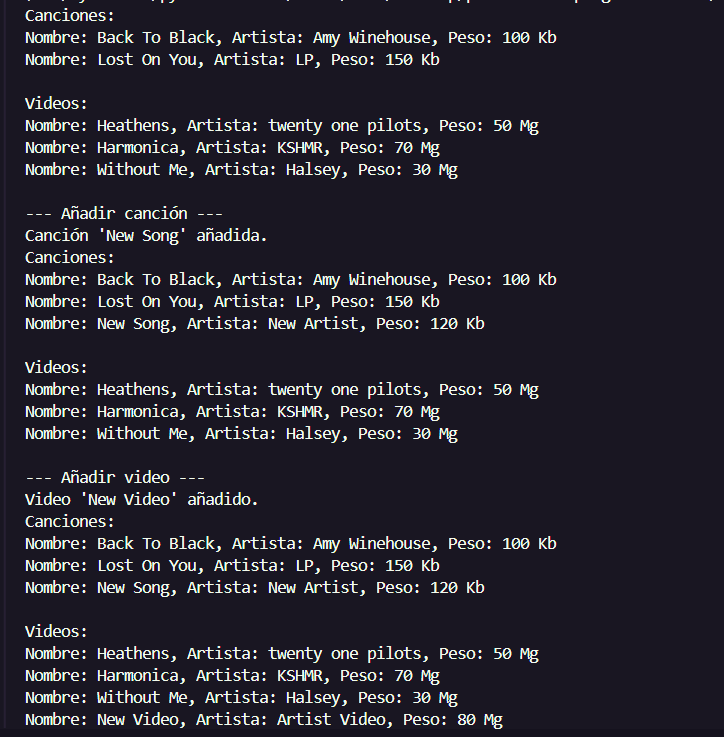 Canciones:
Nombre: Back To Black, Artista: Amy Winehouse, Peso: 100 Kb
Nombre: Lost On You, Artista: LP, Peso: 150 Kb
Videos:
Nombre: Heathens, Artista: twenty one pilots, Peso: 50 Mg
Nombre: Harmonica, Artista: KSHMR, Peso: 70 Mg
Nombre: Without Me, Artista: Halsey, Peso: 30 Mg
--- Añadir canción ---
Canción 'New Song' añadida.
Canciones:
Nombre: Back To Black, Artista: Amy Winehouse, Peso: 100 Kb
Nombre: Lost On You, Artista: LP, Peso: 150 Kb
Nombre: New Song, Artista: New Artist, Peso: 120 Kb
Videos:
Nombre: Heathens, Artista: twenty one pilots, Peso: 50 Mg
Nombre: Harmonica, Artista: KSHMR, Peso: 70 Mg
Nombre: Without Me, Artista: Halsey, Peso: 30 Mg
--- Añadir video ---
Video 'New Video' añadido.
Canciones:
Nombre: Back To Black, Artista: Amy Winehouse, Peso: 100 Kb
Nombre: Lost On You, Artista: LP, Peso: 150 Kb
Nombre: New Song, Artista: New Artist, Peso: 120 Kb
Videos:
Nombre: Heathens, Artista: twenty one pilots, Peso: 50 Mg
Nombre: Harmonica, Artista: KSHMR, Peso: 70 Mg
Nombre: Without Me, Artista: Halsey, Peso: 30 Mg
Nombre: New Video, Artista: Artist Video, Peso: 80 Mg